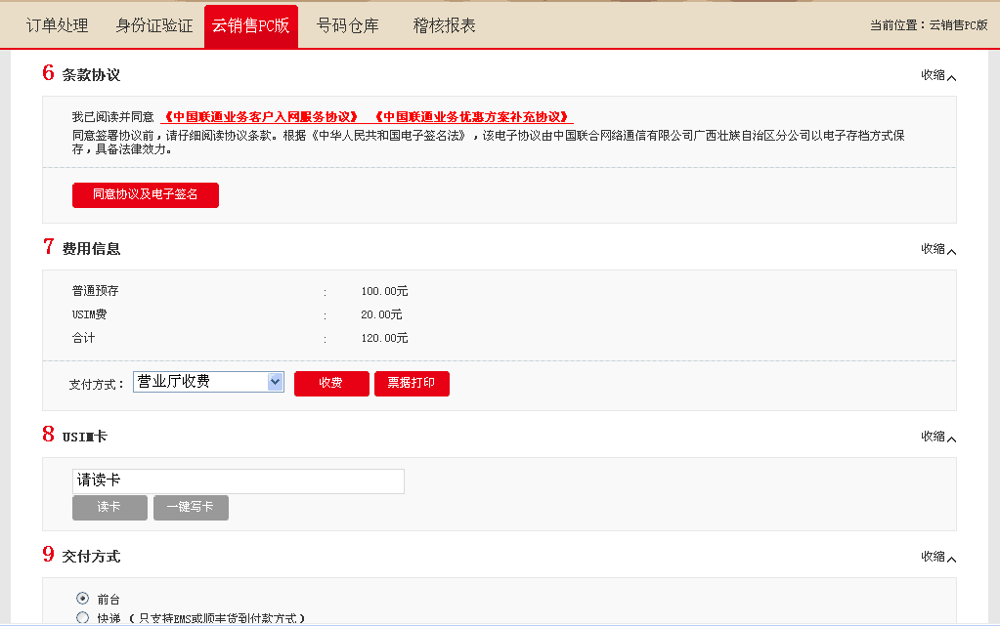 订单处理 身份证验证 云销售PC版 号码仓库 稽核报表 当前位置：云销售PC版
6 条款协议 收缩
我已阅读并同意 《中国联通业务客户入网服务协议》 《中国联通业务优惠方案补充协议》
同意签署协议前，请仔细阅读协议条款。根据《中华人民共和国电子签名法》，该电子协议由中国联合网络通信有限公司广西壮族自治区分公司以电子存档方式保
存，具备法律效力。
同意协议及电子签名
7 费用信息 收缩
普通预存 : 100.00元
USIM费 : 20.00元
合计 : 120.00元
支付方式： 营业厅收费 收费 票据打印
8 USIM卡 收缩
请读卡
读卡 一键写卡
9 交付方式 收缩
前台
快递 （ 只支持EMS或顺丰货到付款方式 ）